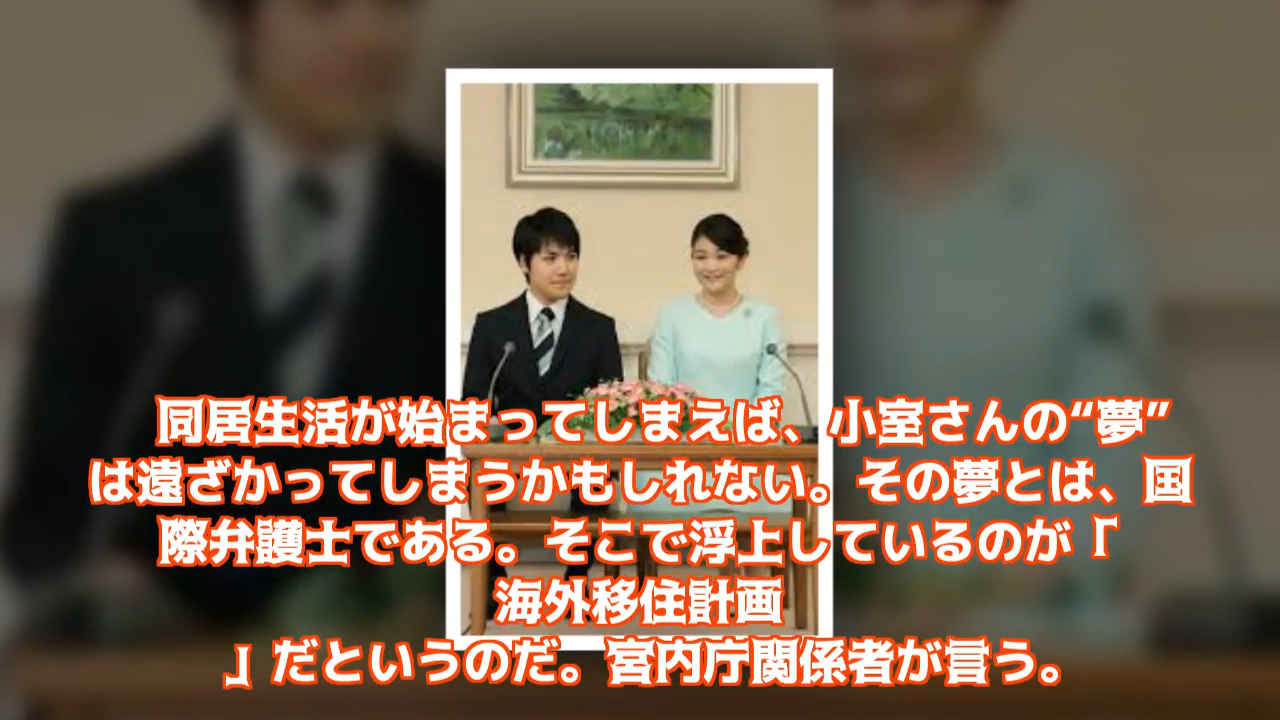 同居生活が始まってしまえば、小室さんの“夢”
は遠ざかってしまうかもしれない。その夢とは、国
際弁護士である。そこで浮上しているのが「
海外移住計画
」だというのだ。宮内庁関係者が言う。